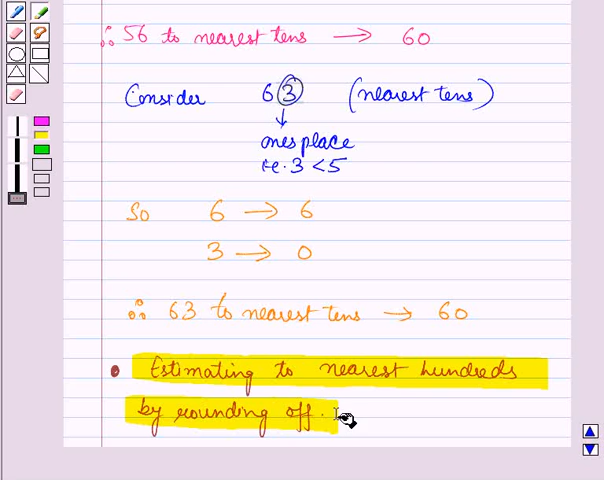 ∴ 56 to nearest tens → 60
Consider 63 (nearest tens)
↓
ones place
i.e. 3 < 5
So 6 → 6
3 → 0
∴ 63 to nearest tens → 60
• Estimating to nearest hundreds
by rounding off.